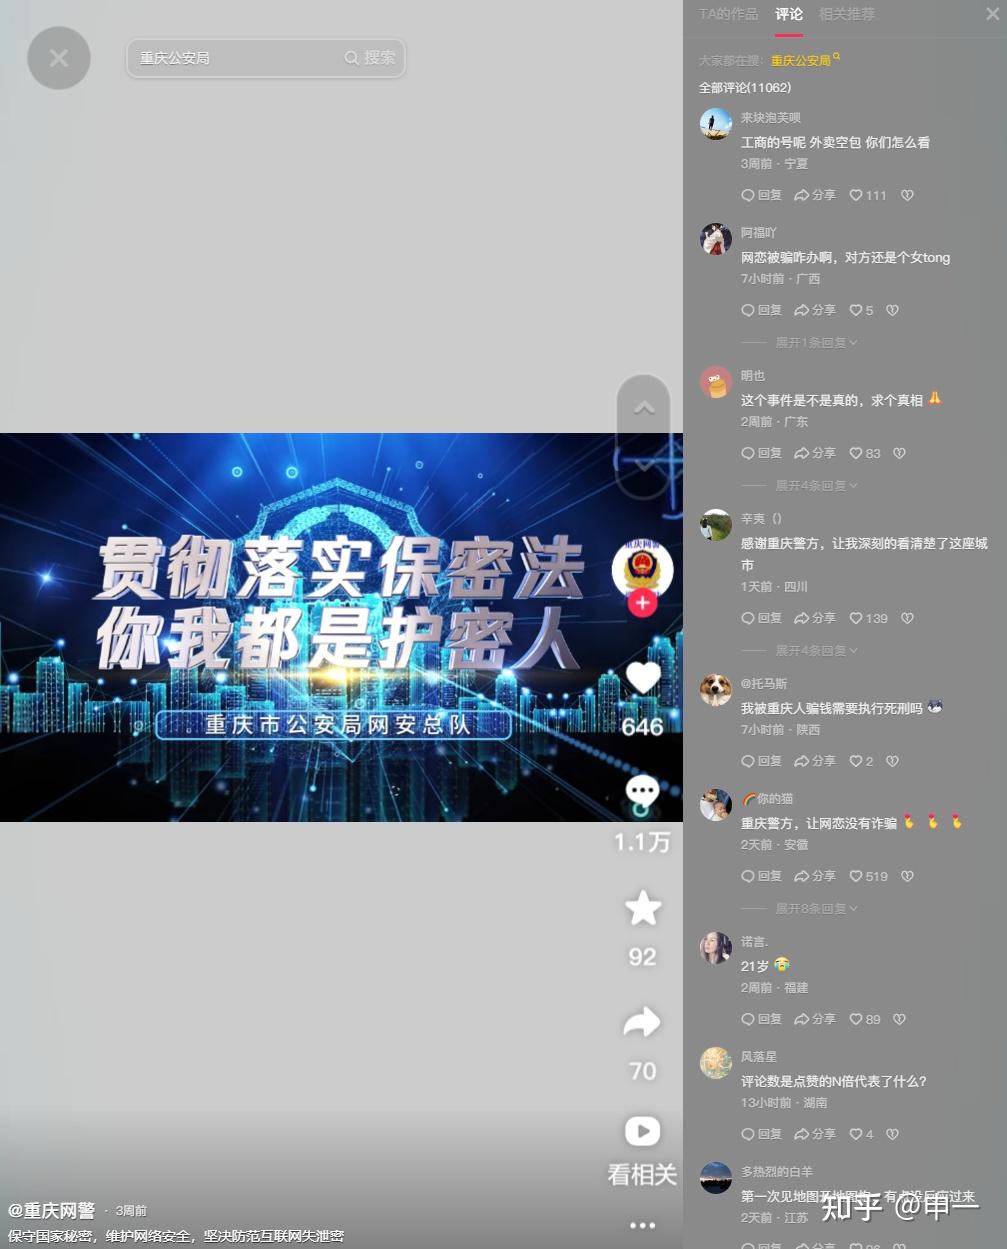 重庆公安局
搜索
贯彻落实保密法
你我都是护密人
重庆市公安局网安总队
重庆网警
646
1.1万
92
70
看相关
@重庆网警 · 3周前
保守国家秘密，维护网络安全，坚决防范互联网失泄密
TA的作品 评论 相关推荐
大家都在搜：重庆公安局
全部评论(11062)
来块泡芙呗
工商的号呢 外卖空包 你们怎么看
3周前 · 宁夏
回复 分享 111
阿福吖
网恋被骗咋办啊，对方还是个女tong
7小时前 · 广西
回复 分享 5
展开1条回复
明也
这个事件是不是真的，求个真相🙏
2周前 · 广东
回复 分享 83
展开4条回复
辛夷（）
感谢重庆警方，让我深刻的看清楚了这座城
市
1天前 · 四川
回复 分享 139
展开4条回复
@托马斯
我被重庆人骗钱需要执行死刑吗
7小时前 · 陕西
回复 分享 2
🌈你的猫
重庆警方，让网恋没有诈骗
2天前 · 安徽
回复 分享 519
展开8条回复
诺言.
21岁😭
2周前 · 福建
回复 分享 89
风落星
评论数是点赞的N倍代表了什么？
13小时前 · 湖南
回复 分享 4
多热烈的白羊
第一次见地图开地图炮，有点没反应过来
2天前 · 江苏
知乎 @申一
回复 分享